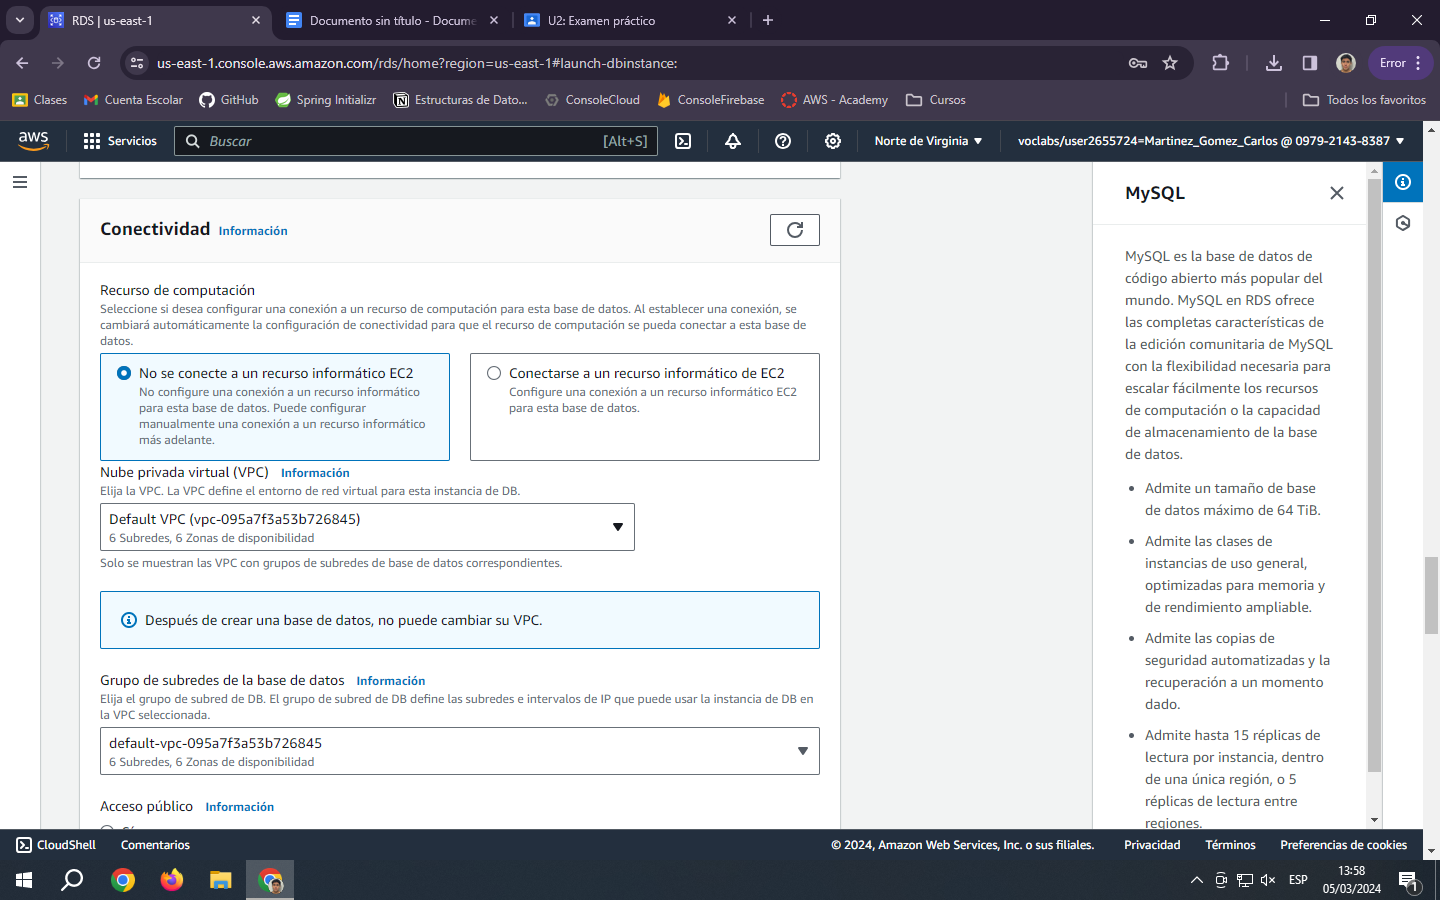 RDS | us-east-1
Documento sin título - Docume
U2: Examen práctico
us-east-1.console.aws.amazon.com/rds/home?region=us-east-1#launch-dbinstance:
Error
Clases
Cuenta Escolar
GitHub
Spring Initializr
Estructuras de Dato...
ConsoleCloud
ConsoleFirebase
AWS - Academy
Cursos
Todos los favoritos
aws
Servicios
Buscar
[Alt+S]
Norte de Virginia
voclabs/user2655724=Martinez_Gomez_Carlos @ 0979-2143-8387
Conectividad Información
Recurso de computación
Seleccione si desea configurar una conexión a un recurso de computación para esta base de datos. Al establecer una conexión, se
cambiará automáticamente la configuración de conectividad para que el recurso de computación se pueda conectar a esta base de
datos.
No se conecte a un recurso informático EC2
No configure una conexión a un recurso informático
para esta base de datos. Puede configurar
manualmente una conexión a un recurso informático
más adelante.
Conectarse a un recurso informático de EC2
Configure una conexión a un recurso informático EC2
para esta base de datos.
Nube privada virtual (VPC) Información
Elija la VPC. La VPC define el entorno de red virtual para esta instancia de DB.
Default VPC (vpc-095a7f3a53b726845)
6 Subredes, 6 Zonas de disponibilidad
Solo se muestran las VPC con grupos de subredes de base de datos correspondientes.
Después de crear una base de datos, no puede cambiar su VPC.
Grupo de subredes de la base de datos Información
Elija el grupo de subred de DB. El grupo de subred de DB define las subredes e intervalos de IP que puede usar la instancia de DB en
la VPC seleccionada.
default-vpc-095a7f3a53b726845
6 Subredes, 6 Zonas de disponibilidad
Acceso público Información
MySQL
MySQL es la base de datos de
código abierto más popular del
mundo. MySQL en RDS ofrece
las completas características de
la edición comunitaria de MySQL
con la flexibilidad necesaria para
escalar fácilmente los recursos
de computación o la capacidad
de almacenamiento de la base
de datos.
• Admite un tamaño de base
de datos máximo de 64 TiB.
• Admite las clases de
instancias de uso general,
optimizadas para memoria y
de rendimiento ampliable.
• Admite las copias de
seguridad automatizadas y la
recuperación a un momento
dado.
• Admite hasta 15 réplicas de
lectura por instancia, dentro
de una única región, o 5
réplicas de lectura entre
regiones.
CloudShell
Comentarios
© 2024, Amazon Web Services, Inc. o sus filiales.
Privacidad
Términos
Preferencias de cookies
ESP
13:58
05/03/2024
1